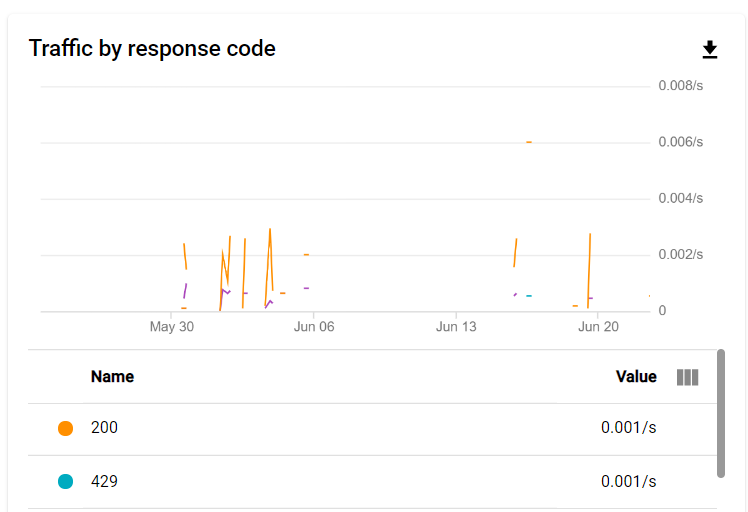 Traffic by response code
0.008/s
0.006/s
0.004/s
0.002/s
0
May 30 Jun 06 Jun 13 Jun 20
Name Value
200 0.001/s
429 0.001/s